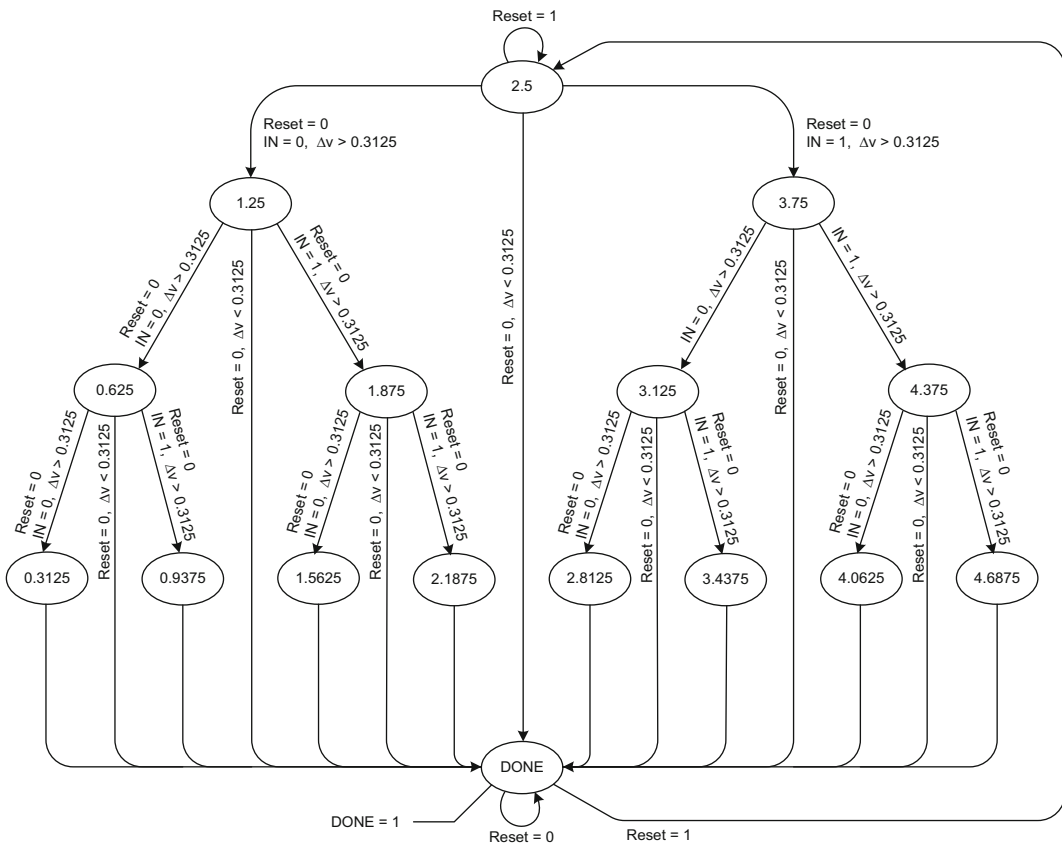 Reset = 1
2.5
Reset = 0
IN = 0, Δv > 0.3125
Reset = 0
IN = 1, Δv > 0.3125
1.25
3.75
Reset = 0
IN = 0, Δv > 0.3125
Reset = 0, Δv < 0.3125
Reset = 0
IN = 1, Δv > 0.3125
Reset = 0, Δv < 0.3125
IN = 0, Δv > 0.3125
Reset = 0, Δv < 0.3125
IN = 1, Δv > 0.3125
0.625
1.875
3.125
4.375
Reset = 0
IN = 0, Δv > 0.3125
Reset = 0, Δv < 0.3125
Reset = 0
IN = 1, Δv > 0.3125
Reset = 0
IN = 0, Δv > 0.3125
Reset = 0, Δv < 0.3125
Reset = 0
IN = 1, Δv > 0.3125
Reset = 0
IN = 0, Δv > 0.3125
Reset = 0, Δv < 0.3125
Reset = 0
IN = 1, Δv > 0.3125
Reset = 0
IN = 0, Δv > 0.3125
Reset = 0, Δv < 0.3125
Reset = 0
IN = 1, Δv > 0.3125
0.3125
0.9375
1.5625
2.1875
2.8125
3.4375
4.0625
4.6875
DONE
DONE = 1
Reset = 0
Reset = 1